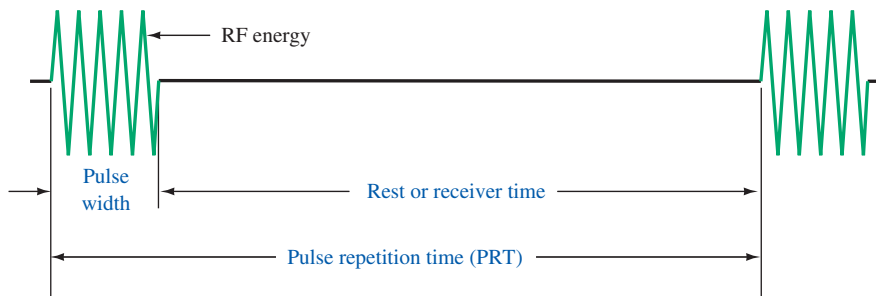 RF energy
Pulse
width
Rest or receiver time
Pulse repetition time (PRT)